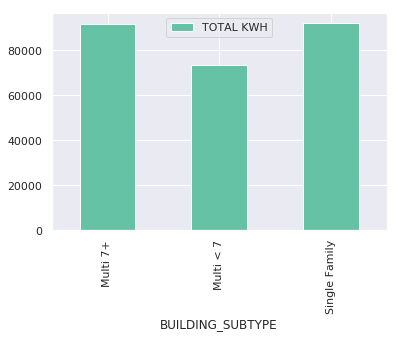 TOTAL KWH
80000
60000
40000
20000
0
Multi 7+
Multi < 7
Single Family
BUILDING_SUBTYPE